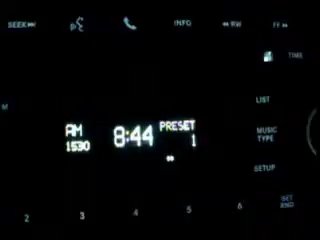 SEEK INFO RW FF
TIME
LIST
AM 8:44 PRESET
1530 1
MUSIC
TYPE
SETUP
SET
2 3 4 5 6